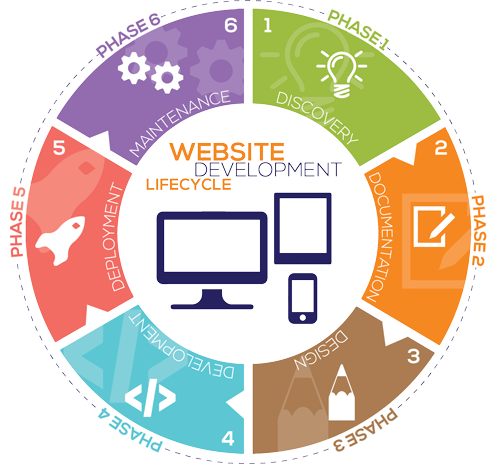 WEBSITE
DEVELOPMENT
LIFECYCLE
PHASE 1
1
DISCOVERY
PHASE 2
2
DOCUMENTATION
PHASE 3
3
DESIGN
PHASE 4
4
DEVELOPMENT
</>
PHASE 5
5
DEPLOYMENT
PHASE 6
6
MAINTENANCE